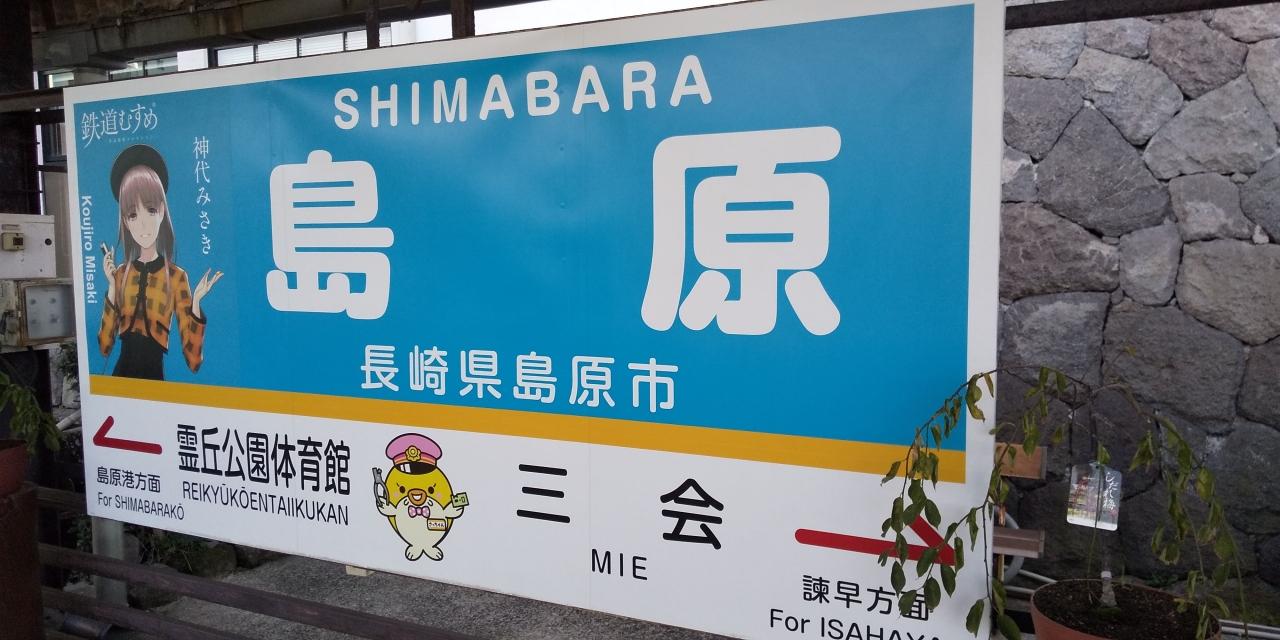 SHIMABARA
鉄道むすめ
神代みさき
Koujiro Misaki
島原
長崎県島原市
霊丘公園体育館
REIKYŪKŌENTAIIKUKAN
島原港方面
For SHIMABARAKŌ
三会
MIE
諫早方面
For ISAHAYA